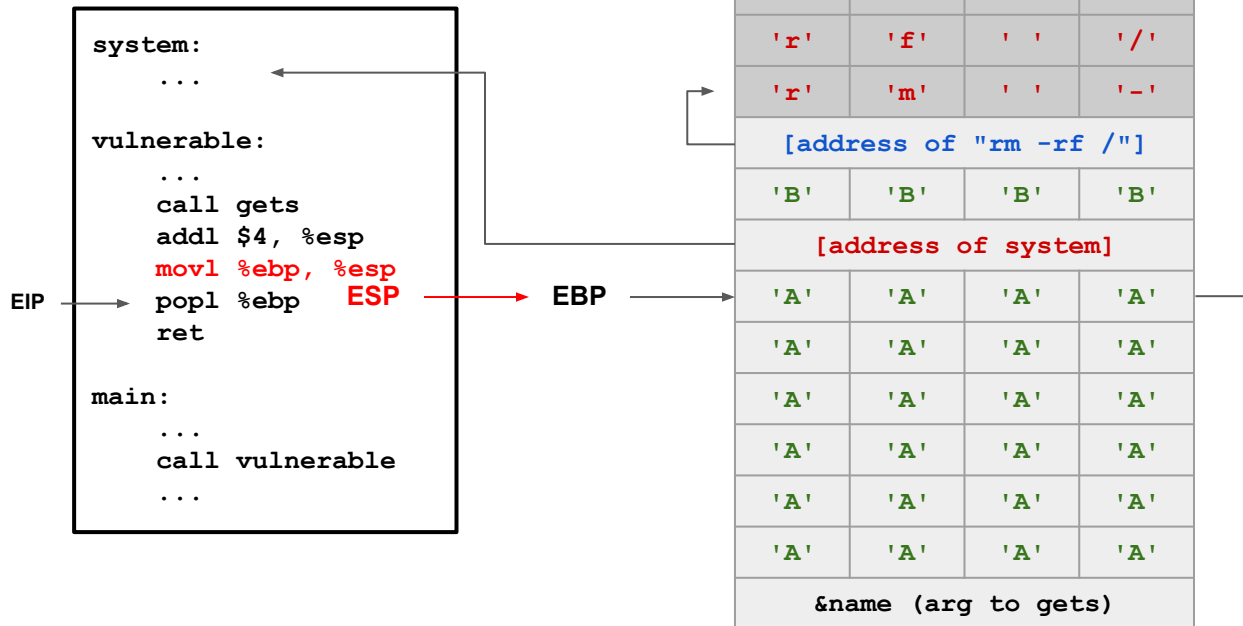 system:
...
vulnerable:
...
call gets
addl $4, %esp
movl %ebp, %esp
popl %ebp
ret
main:
...
call vulnerable
...
EIP
ESP
EBP
'r' 'f' ' ' '/'
'r' 'm' ' ' '-'
[address of "rm -rf /"]
'B' 'B' 'B' 'B'
[address of system]
'A' 'A' 'A' 'A'
'A' 'A' 'A' 'A'
'A' 'A' 'A' 'A'
'A' 'A' 'A' 'A'
'A' 'A' 'A' 'A'
'A' 'A' 'A' 'A'
&name (arg to gets)